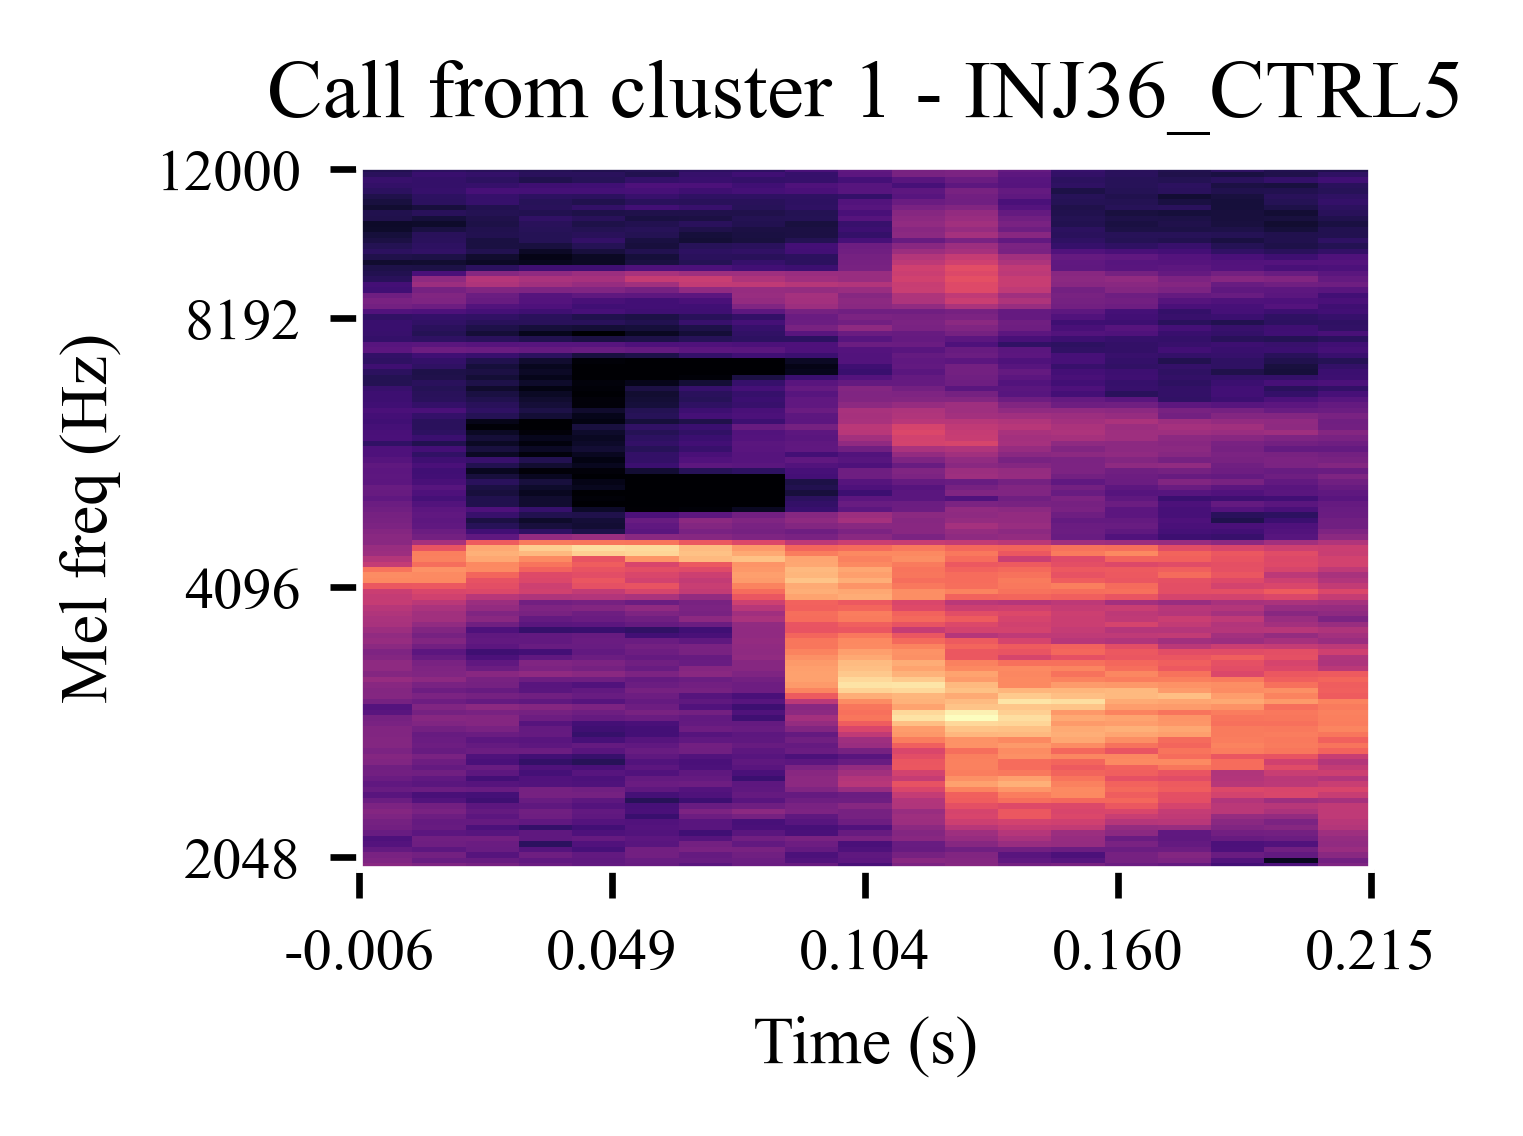 Call from cluster 1 - INJ36_CTRL5
12000
8192
4096
2048
Mel freq (Hz)
-0.006 0.049 0.104 0.160 0.215
Time (s)